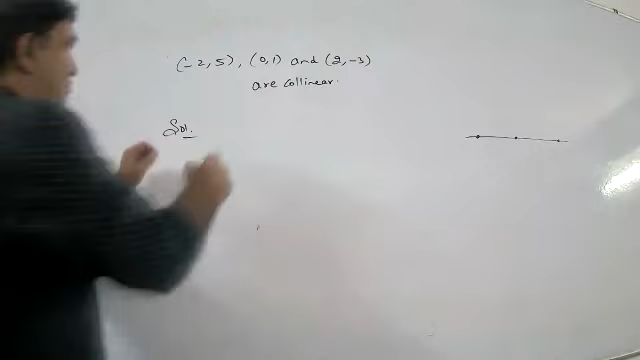 (-2,5), (0,1) and (2,-3)
are collinear.
Sol.